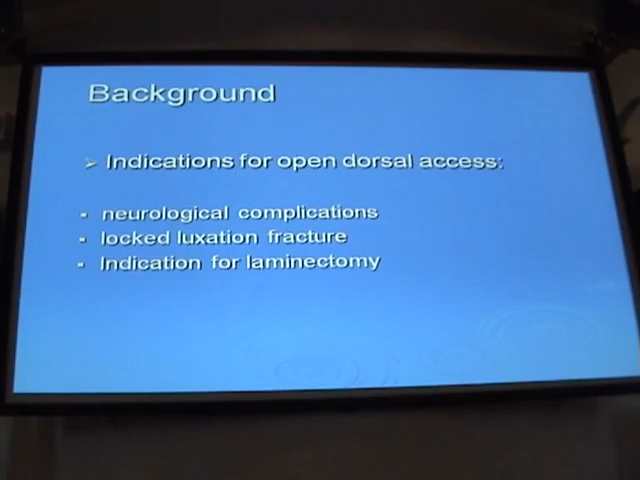 Background
➢ Indications for open dorsal access:
▪ neurological complications
▪ locked luxation fracture
▪ Indication for laminectomy